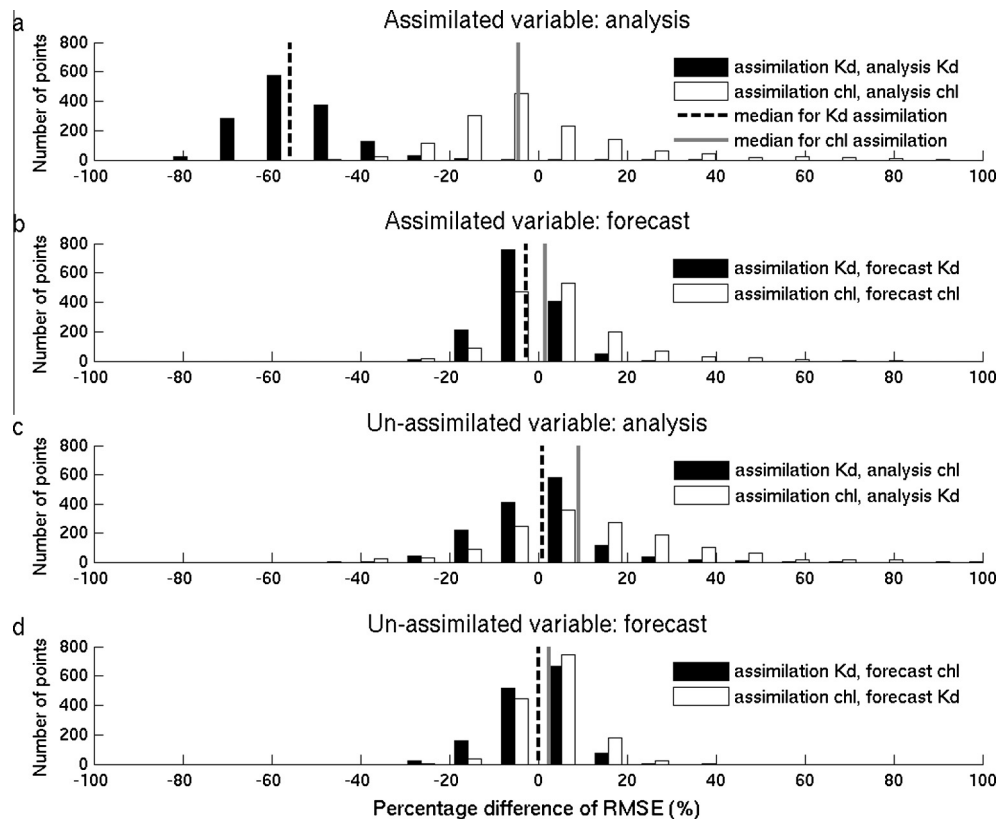 a
Assimilated variable: analysis
Number of points
800
600
400
200
0
-100 -80 -60 -40 -20 0 20 40 60 80 100
assimilation Kd, analysis Kd
assimilation chl, analysis chl
median for Kd assimilation
median for chl assimilation
b
Assimilated variable: forecast
Number of points
800
600
400
200
0
-100 -80 -60 -40 -20 0 20 40 60 80 100
assimilation Kd, forecast Kd
assimilation chl, forecast chl
c
Un-assimilated variable: analysis
Number of points
800
600
400
200
0
-100 -80 -60 -40 -20 0 20 40 60 80 100
assimilation Kd, analysis chl
assimilation chl, analysis Kd
d
Un-assimilated variable: forecast
Number of points
800
600
400
200
0
-100 -80 -60 -40 -20 0 20 40 60 80 100
assimilation Kd, forecast chl
assimilation chl, forecast Kd
Percentage difference of RMSE (%)